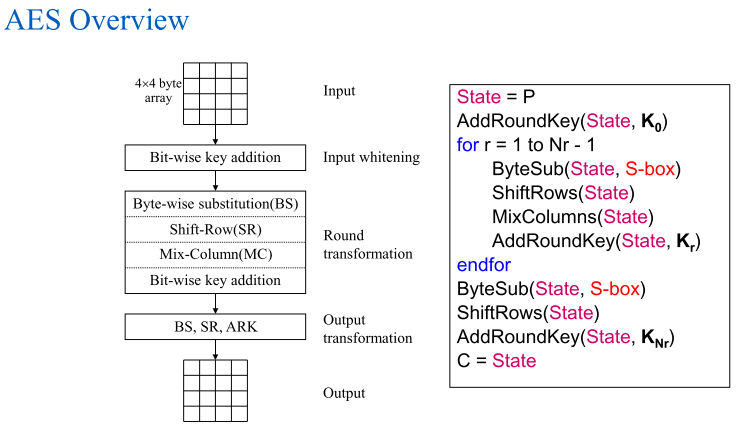 AES Overview
4×4 byte
array
Input
Bit-wise key addition
Input whitening
Byte-wise substitution(BS)
Shift-Row(SR)
Mix-Column(MC)
Bit-wise key addition
Round
transformation
BS, SR, ARK
Output
transformation
Output
State = P
AddRoundKey(State, K0)
for r = 1 to Nr - 1
ByteSub(State, S-box)
ShiftRows(State)
MixColumns(State)
AddRoundKey(State, Kr)
endfor
ByteSub(State, S-box)
ShiftRows(State)
AddRoundKey(State, KNr)
C = State